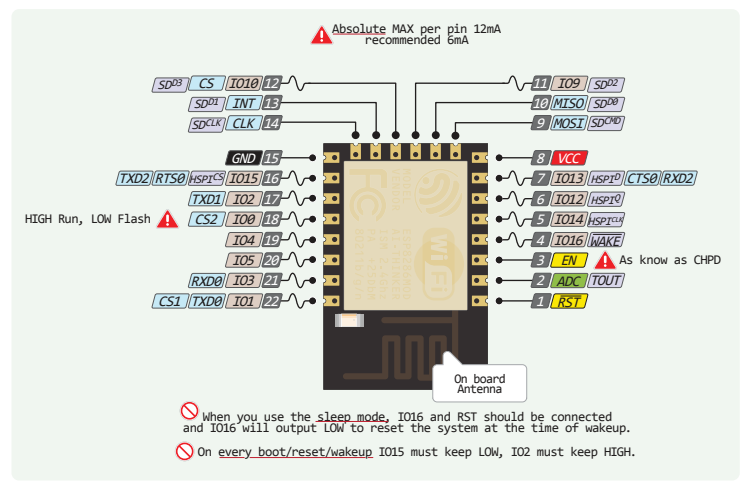 Absolute MAX per pin 12mA
recommended 6mA
SDD3 CS IO10 12
11 IO9 SDD2
SDD1 INT 13
10 MISO SDD0
SDCLK CLK 14
9 MOSI SDCMD
GND 15
8 VCC
TXD2 RTS0 HSPICS IO15 16
7 IO13 HSPID CTS0 RXD2
TXD1 IO2 17
6 IO12 HSPIQ
HIGH Run, LOW Flash CS2 IO0 18
5 IO14 HSPICLK
IO4 19
4 IO16 WAKE
IO5 20
3 EN As know as CHPD
RXD0 IO3 21
2 ADC TOUT
CS1 TXD0 IO1 22
1 RST
FC
WiFi
On board
Antenna
When you use the sleep mode, IO16 and RST should be connected
and IO16 will output LOW to reset the system at the time of wakeup.
On every boot/reset/wakeup IO15 must keep LOW, IO2 must keep HIGH.